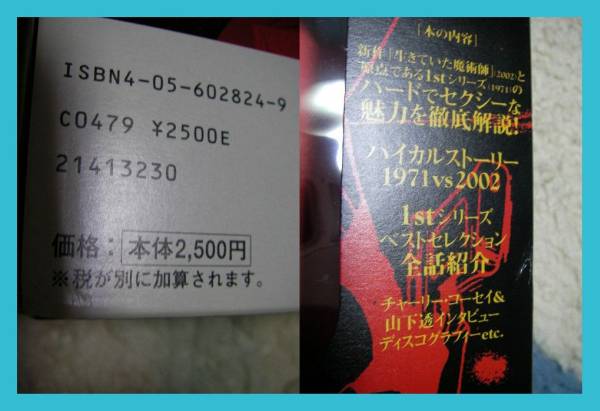 ISBN4-05-602824-9
C0479 ¥2500E
21413230
価格：本体2,500円
※税が別に加算されます。
「本の内容」
新作「生きていた魔術師」(2002)と
原点である1stシリーズ(1971)の
ハードでセクシーな
魅力を徹底解説!
ハイカルストーリー
1971vs2002
1stシリーズ
ベストセレクション
全話紹介
チャーリー・コーセイ&
山下透インタビュー
ディスコグラフィーetc.